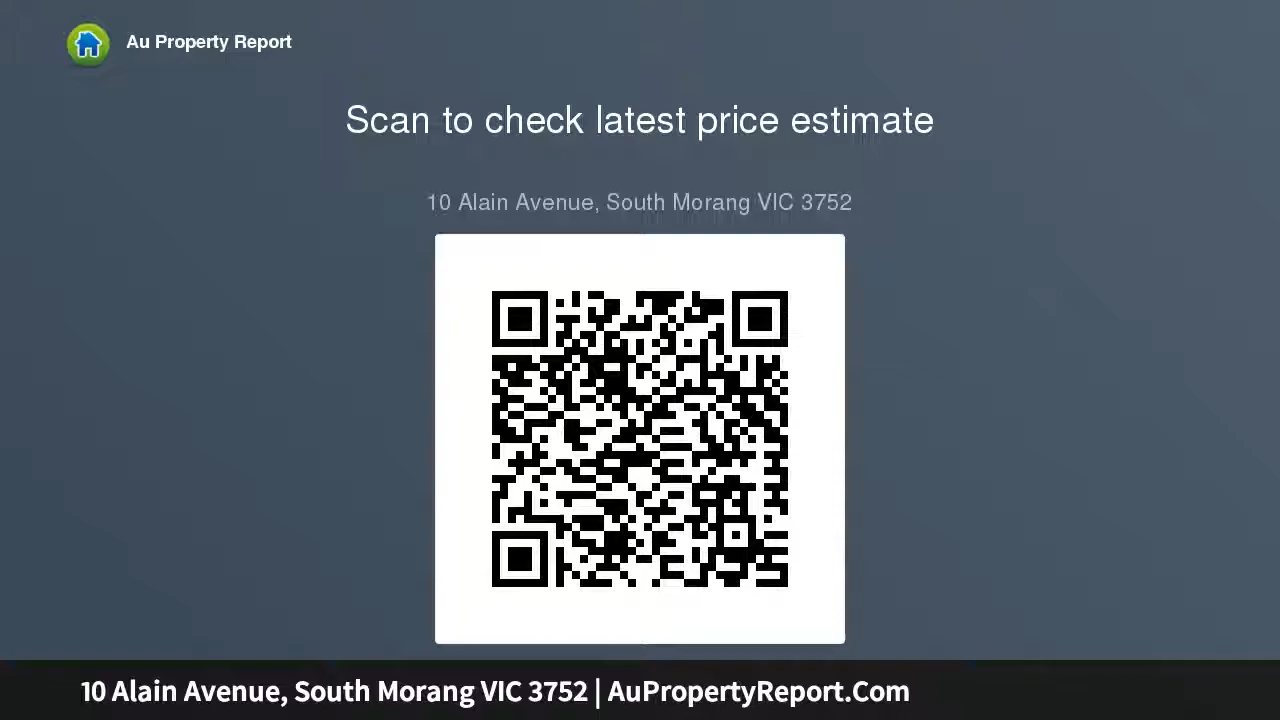 Au Property Report
Scan to check latest price estimate
10 Alain Avenue, South Morang VIC 3752
10 Alain Avenue, South Morang VIC 3752 | AuPropertyReport.Com